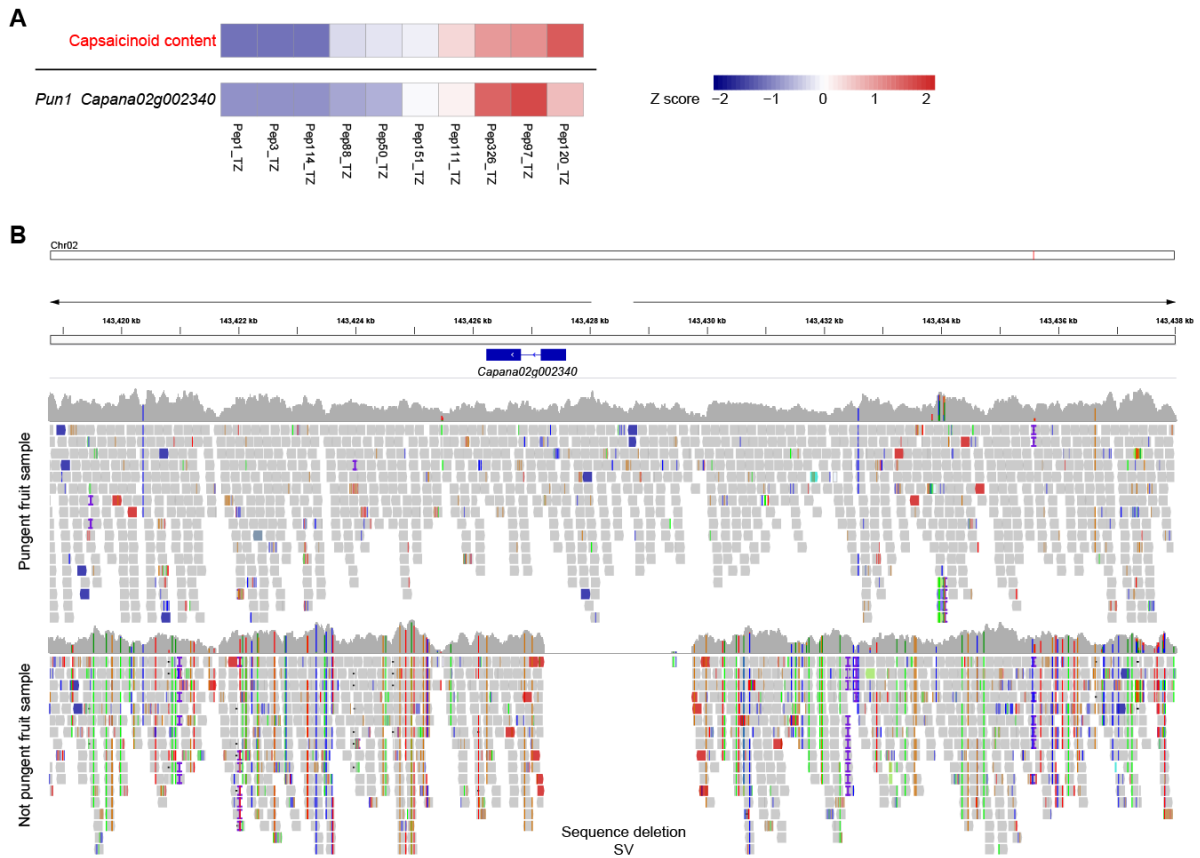 A
Capsaicinoid content
Pun1 Capana02g002340
Pep1_TZ
Pep3_TZ
Pep114_TZ
Pep88_TZ
Pep50_TZ
Pep151_TZ
Pep111_TZ
Pep326_TZ
Pep97_TZ
Pep120_TZ
Z score −2 −1 0 1 2
B
Chr02
143,420 kb 143,422 kb 143,424 kb 143,426 kb 143,428 kb 143,430 kb 143,432 kb 143,434 kb 143,436 kb 143,438 kb
Capana02g002340
Pungent fruit sample
Not pungent fruit sample
Sequence deletion
SV